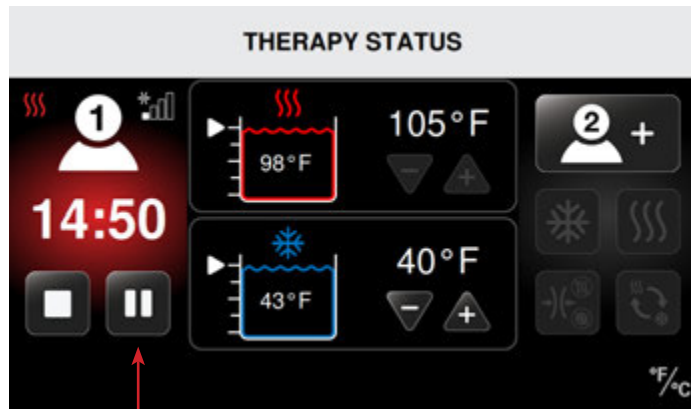 THERAPY STATUS
1
14:50
98°F
105°F
43°F
40°F
2 +
°F/°C